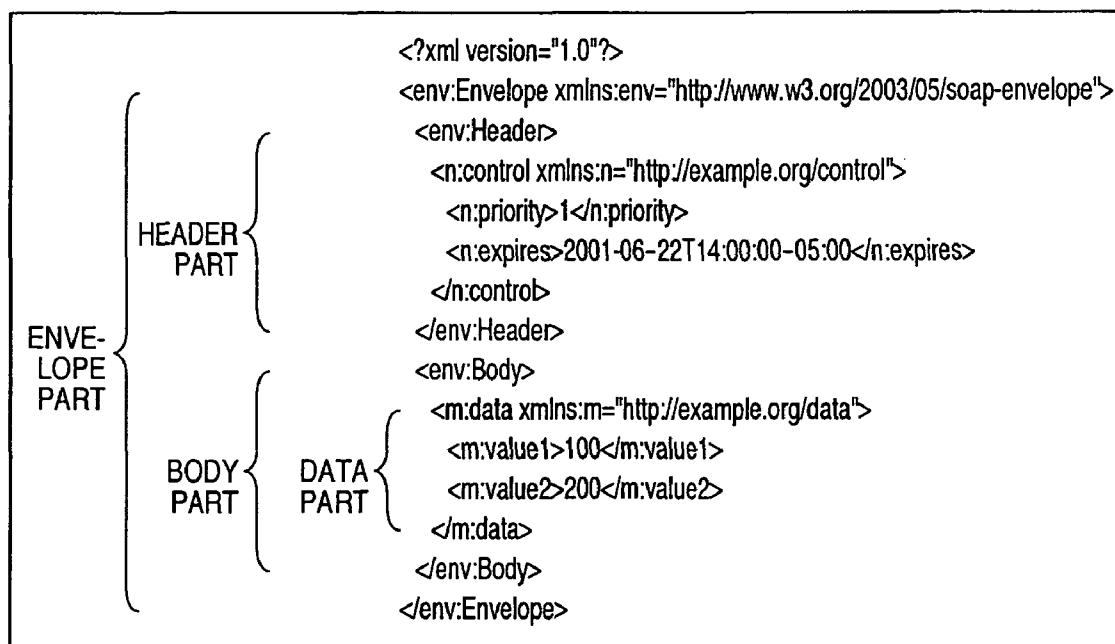 <?xml version="1.0"?>
<env:Envelope xmlns:env="http://www.w3.org/2003/05/soap-envelope">
<env:Header>
<n:control xmlns:n="http://example.org/control">
<n:priority>1</n:priority>
<n:expires>2001-06-22T14:00:00-05:00</n:expires>
</n:control>
</env:Header>
<env:Body>
<m:data xmlns:m="http://example.org/data">
<m:value1>100</m:value1>
<m:value2>200</m:value2>
</m:data>
</env:Body>
</env:Envelope>
ENVE-
LOPE
PART
HEADER
PART
BODY
PART
DATA
PART